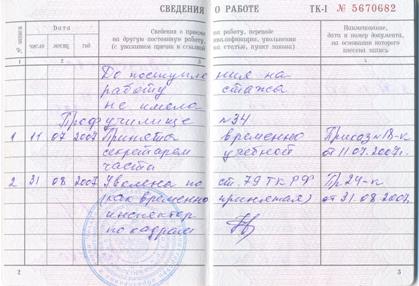 СВЕДЕНИЯ О РАБОТЕ ТК-I № 5670682
№ записи
Дата
число месяц год
Сведения о приеме на работу, переводе
на другую постоянную работу, квалификации, увольнении
(с указанием причин и ссылкой на статью, пункт закона)
Наименование,
дата и номер документа,
на основании которого
внесена запись
1 2 3 4
До поступления на
работу стажа
не имела
Профучилище №34
1 11 07 2007 Принята временно Приказ №18-к
секретарем учебной от 11.07.2007г.
части
2 31 08 2007 Уволена по ст. 79 ТК РФ Пр 24-к
(как временно принятая) от 31.08.2007
инспектор
по кадрам
2 3